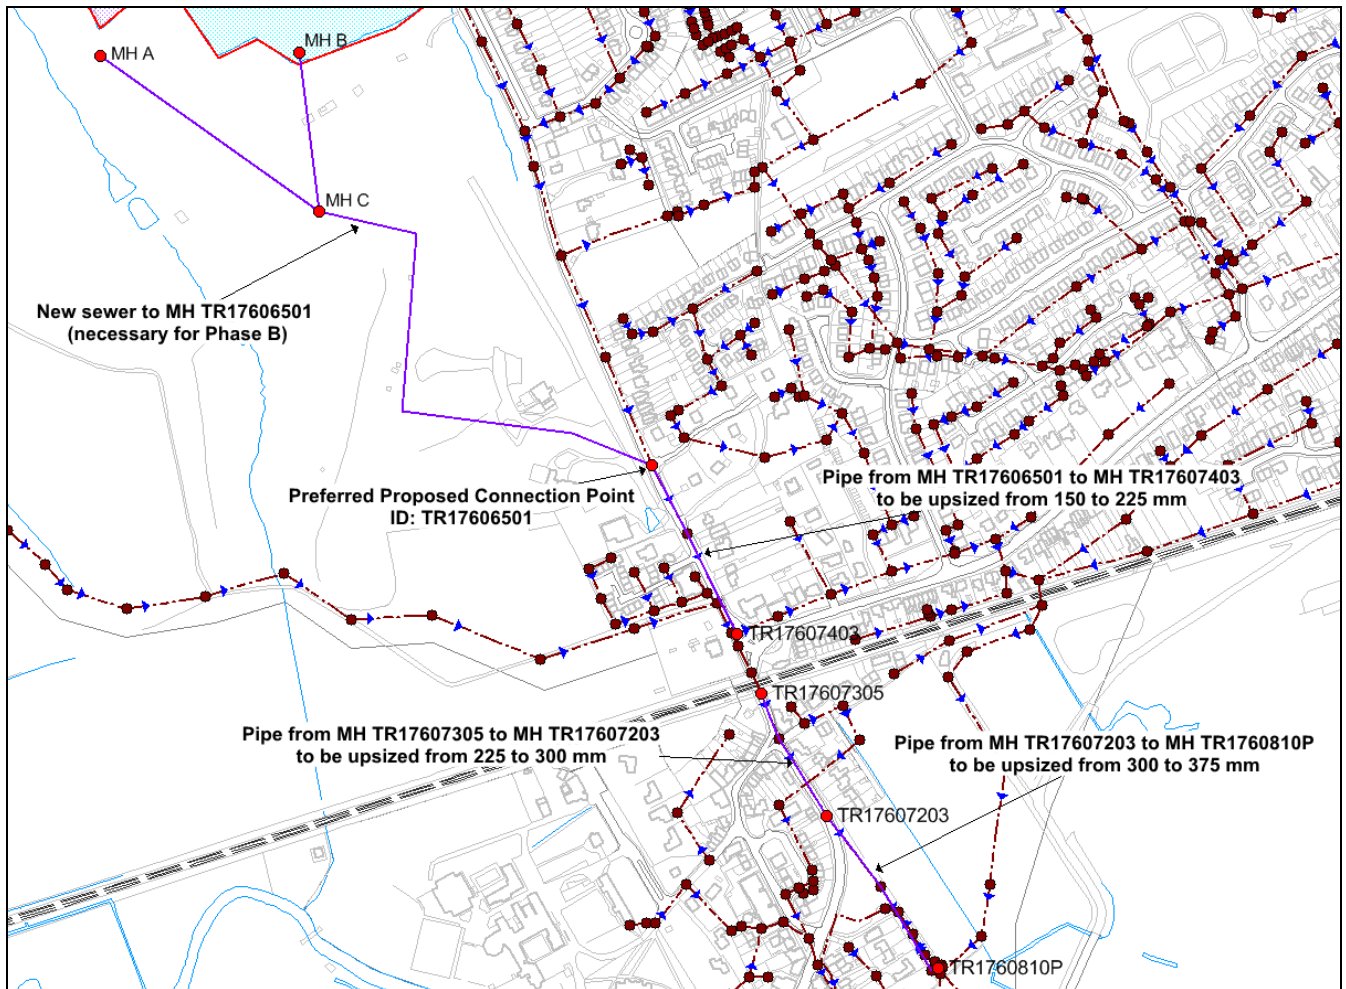 MH A
MH B
MH C
New sewer to MH TR17606501
(necessary for Phase B)
Preferred Proposed Connection Point
ID: TR17606501
Pipe from MH TR17606501 to MH TR17607403
to be upsized from 150 to 225 mm
TR17607403
TR17607305
Pipe from MH TR17607305 to MH TR17607203
to be upsized from 225 to 300 mm
Pipe from MH TR17607203 to MH TR1760810P
to be upsized from 300 to 375 mm
TR17607203
TR1760810P